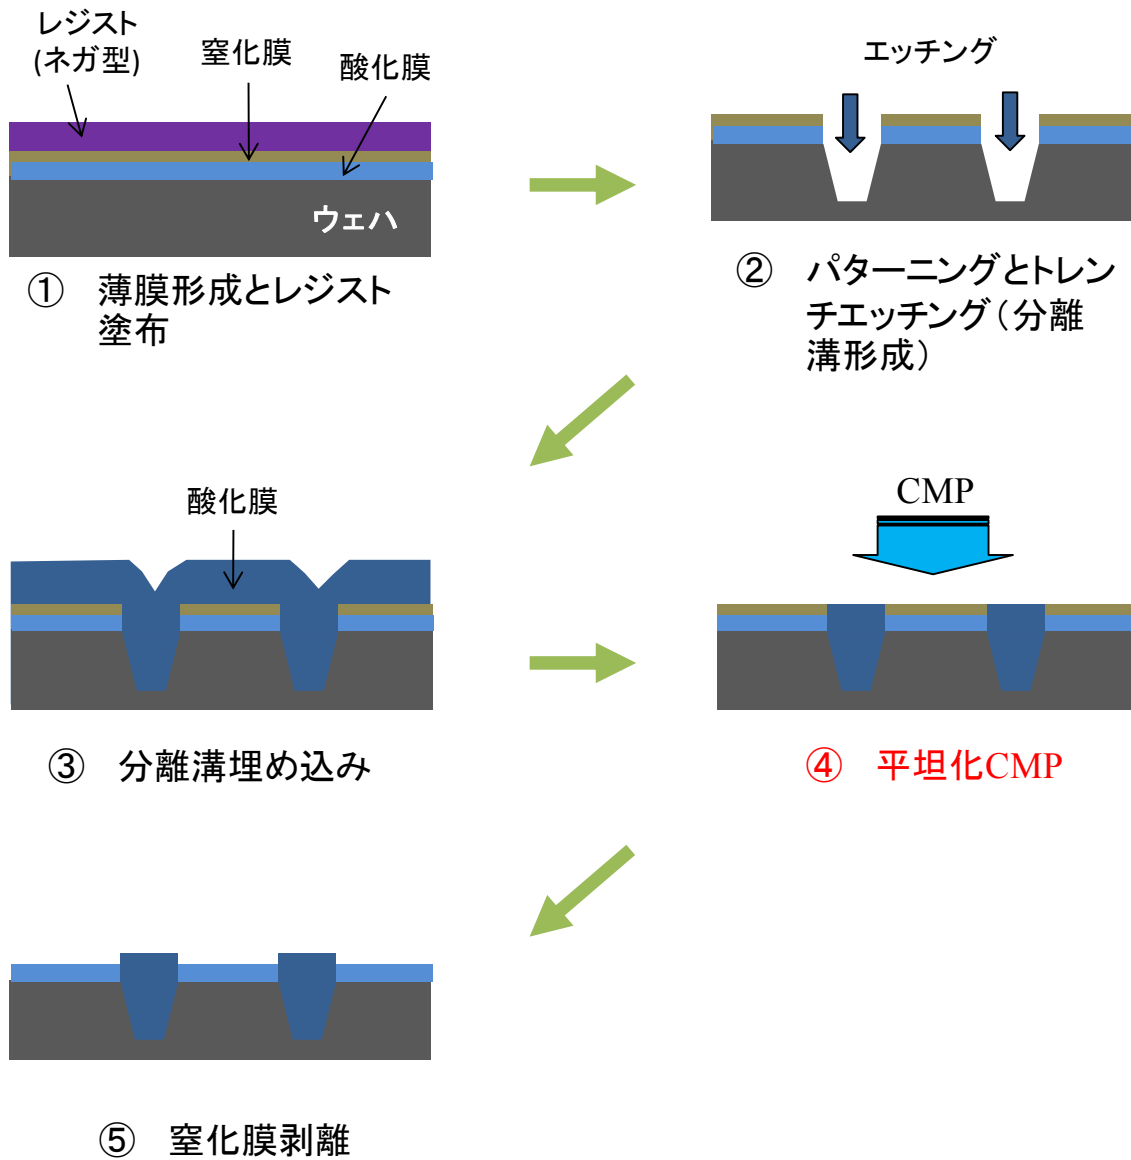 レジスト
(ネガ型)
窒化膜
酸化膜
ウェハ
① 薄膜形成とレジスト
塗布
エッチング
② パターニングとトレン
チエッチング（分離
溝形成）
酸化膜
③ 分離溝埋め込み
CMP
④ 平坦化CMP
⑤ 窒化膜剥離